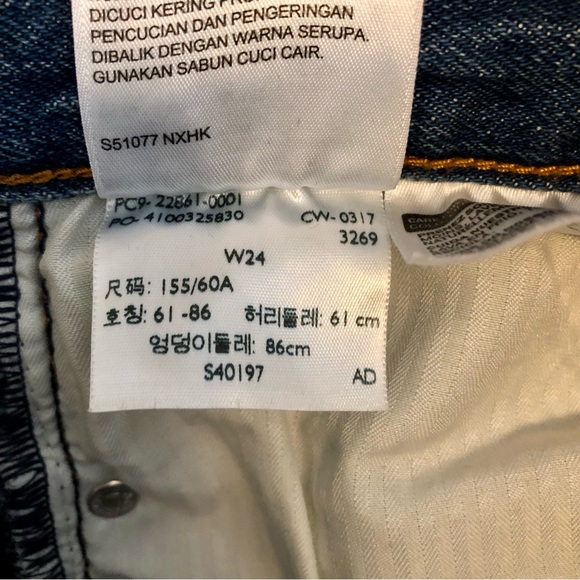 DICUCI KERING
PENCUCIAN DAN PENGERINGAN
DIBALIK DENGAN WARNA SERUPA.
GUNAKAN SABUN CUCI CAIR.
S51077 NXHK
PC9-22861-0001
PO-4100325830 CW-0317
3269
W24
尺码: 155/60A
호칭: 61-86 허리둘레: 61 cm
엉덩이둘레: 86cm
S40197 AD